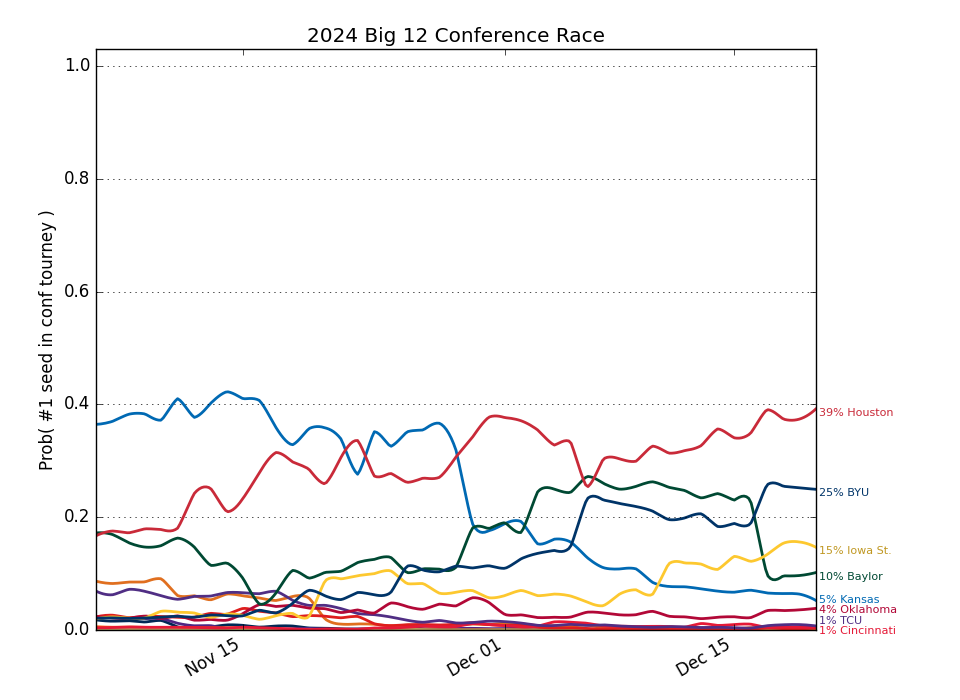 2024 Big 12 Conference Race
Prob( #1 seed in conf tourney )
1.0
0.8
0.6
0.4
0.2
0.0
Nov 15
Dec 01
Dec 15
39% Houston
25% BYU
15% Iowa St.
10% Baylor
5% Kansas
4% Oklahoma
1% TCU
1% Cincinnati